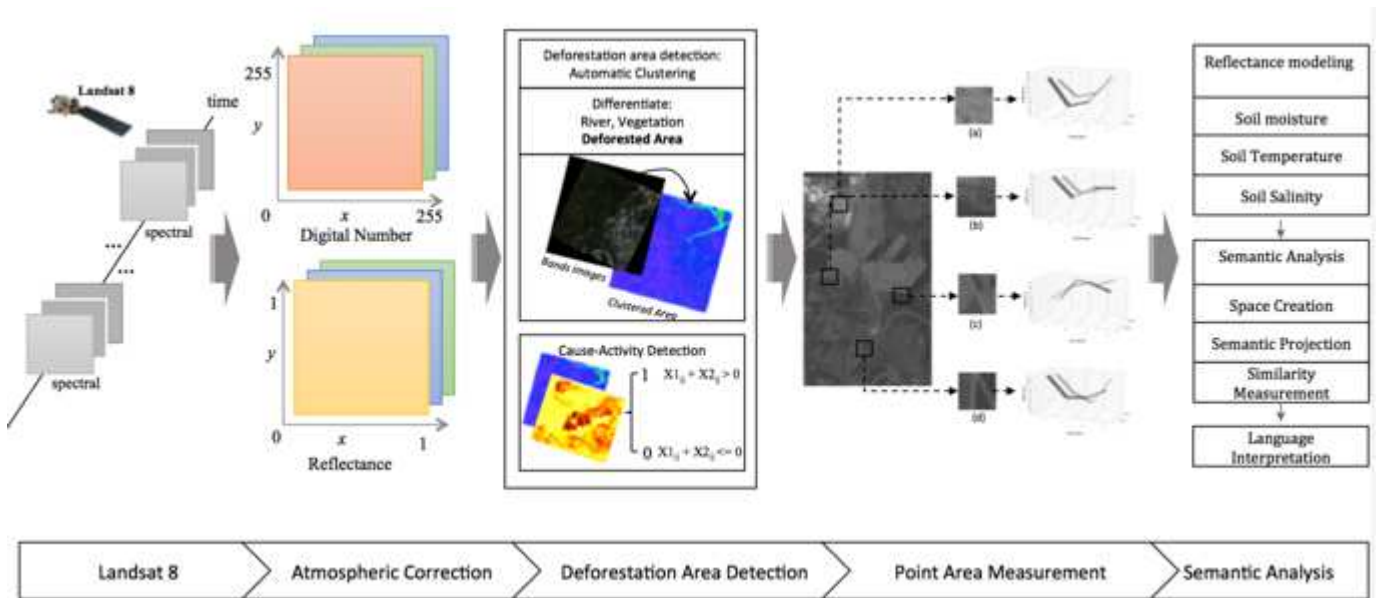 Landsat 8
time
spectral
...
...
spectral
255
y
0
x
255
Digital Number
1
y
0
x
1
Reflectance
Deforestation area detection:
Automatic Clustering
Differentiate:
River, Vegetation
Deforested Area
Bands Images
Clustered Area
Cause-Activity Detection
1 X1ij + X2ij > 0
0 X1ij + X2ij <= 0
(a)
(b)
(c)
(d)
Reflectance modeling
Soil moisture
Soil Temperature
Soil Salinity
Semantic Analysis
Space Creation
Semantic Projection
Similarity
Measurement
Language
Interpretation
Landsat 8
Atmospheric Correction
Deforestation Area Detection
Point Area Measurement
Semantic Analysis